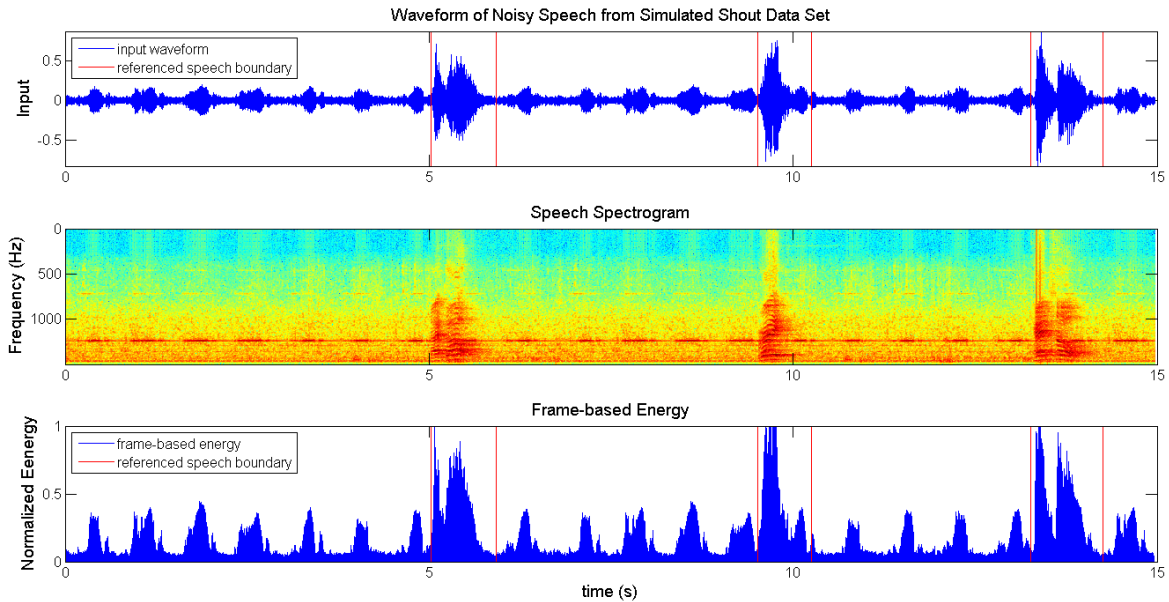 Waveform of Noisy Speech from Simulated Shout Data Set
input waveform
referenced speech boundary
Input
0.5
0
-0.5
0
5
10
15
Speech Spectrogram
Frequency (Hz)
0
500
1000
0
5
10
15
Frame-based Energy
frame-based energy
referenced speech boundary
Normalized Eenergy
1
0.5
0
0
5
10
15
time (s)